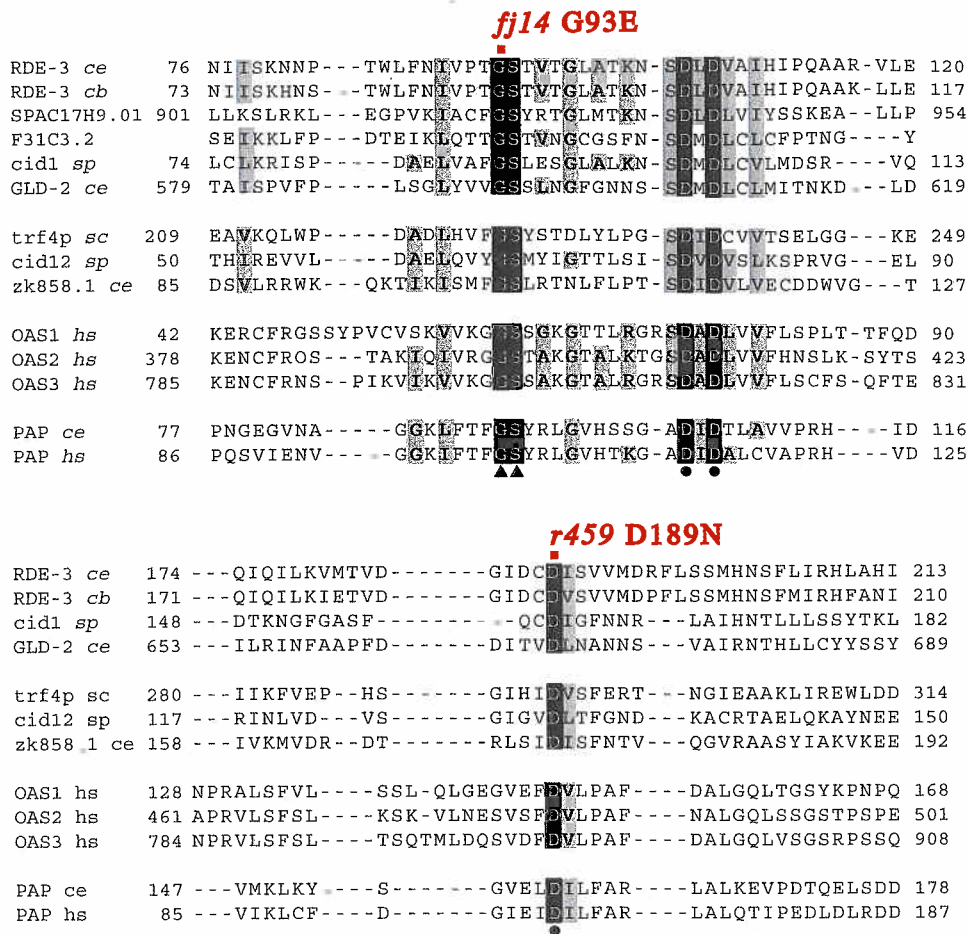 fj14 G93E
RDE-3 ce 76 NIISKNNP---TWLFNIVPTGSTVTGLATKN-SDLDVAIHIPQAAR-VLE 120
RDE-3 cb 73 NIISKHNS---TWLFNIVPTGSTVTGLATKN-SDLDVAIHIPQAAK-LLE 117
SPAC17H9.01 901 LLKSLRKL---EGPVKIACFGSYRTGLMTKN-SDLDLVIYSSKEA--LLP 954
F31C3.2 SEIKKLFP---DTEIKLQTTGSTVNGCGSFN-SDMDLCLCFPTNG----Y
cid1 sp 74 LCLKRISP-----DAELVAFGSLESGLALKN-SDMDLCVLMDSR---VQ 113
GLD-2 ce 579 TAISPVFP-----LSGLYVVGSSLNGFGNNS-SDMDLCLMITNKD--LD 619
trf4p sc 209 EAVKQLWP-----DADLHVFGSYSTDLYLPG-SDIDCVVTSELGG--KE 249
cid12 sp 50 THIREVVL-----DAELQVYGSMYIGTTLSI-SDVDVSLKSPRVG--EL 90
zk858.1 ce 85 DSVLRRWK---QKTIKISMFGSLRTNLFLPT-SDIDVLVECDDWVG---T 127
OAS1 hs 42 KERCFRGSSYPVCVSKVVKGGSSGKGTTLRGRSDADLVVFLSPLT-TFQD 90
OAS2 hs 378 KENCFROS--TAKIQIVRGGSTAKGTALKTGSDADLVVFHNSLK-SYTS 423
OAS3 hs 785 KENCFRNS--PIKVIKVVKGGSSAKGTALRGRSDADLVVFLSCFS-QFTE 831
PAP ce 77 PNGEGVNA-----GGKLFTFGSYRLGVHSSG-ADIDTLAVVPRH---ID 116
PAP hs 86 PQSVIENV-----GGKIFTFGSYRLGVHTKG-ADIDALCVAPRH---VD 125
r459 D189N
RDE-3 ce 174 ---QIQILKVMTVD-------GIDCDISVVMDRFLSSMHNSFLIRHLAHI 213
RDE-3 cb 171 ---QIQILKIETVD-------GIDCDVSVVMDPFLSSMHNSFMIRHFANI 210
cid1 sp 148 ---DTKNGFGASF---------QCDIGFNNR---LAIHNTLLLSSYTKL 182
GLD-2 ce 653 ---ILRINFAAPFD-------DITVDLNANNS---VAIRNTHLLCYYSSY 689
trf4p sc 280 ---IIKFVEP--HS-------GIHIDVSFERT---NGIEAAKLIREWLDD 314
cid12 sp 117 ---RINLVD---VS-------GIGVDLTFGND---KACRTAELQKAYNEE 150
zk858.1 ce 158 ---IVKMVDR--DT-------RLSIDISFNTV---QGVRAASYIAKVKEE 192
OAS1 hs 128 NPRALSFVL----SSL-QLGEGVEFDVLPAF----DALGQLTGSYKPNPQ 168
OAS2 hs 461 APRVLSFSL----KSK-VLNESVSFDVLPAF----NALGQLSSGSTPSPE 501
OAS3 hs 784 NPRVLSFSL----TSQTMLDQSVDFDVLPAF----DALGQLVSGSRPSSQ 908
PAP ce 147 ---VMKLKY----S-------GVELDILFAR----LALKEVPDTQELSDD 178
PAP hs 85 ---VIKLCF----D-------GIEIDILFAR----LALQTIPEDLDLRDD 187